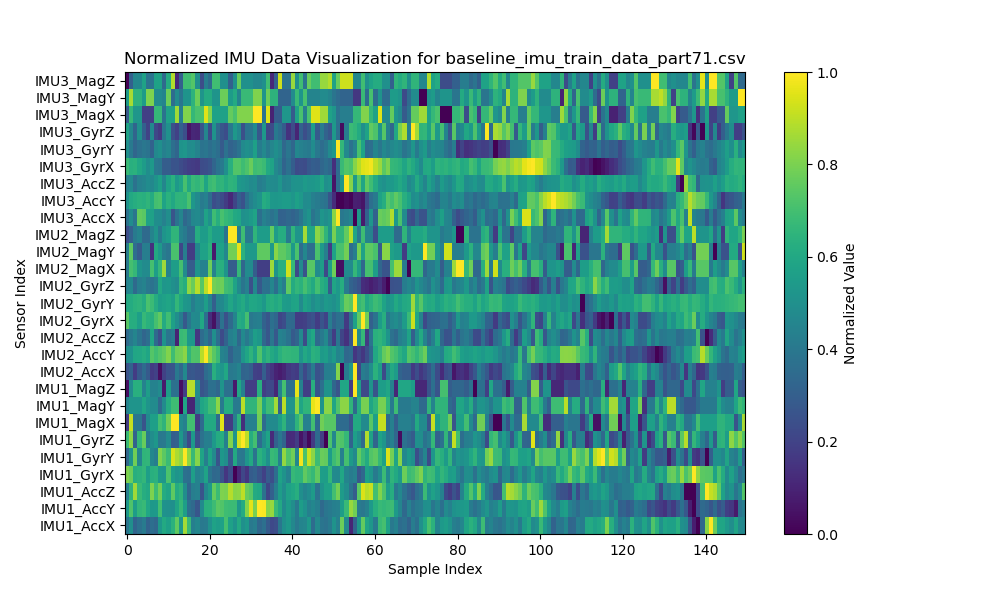 Normalized IMU Data Visualization for baseline_imu_train_data_part71.csv
IMU3_MagZ
IMU3_MagY
IMU3_MagX
IMU3_GyrZ
IMU3_GyrY
IMU3_GyrX
IMU3_AccZ
IMU3_AccY
IMU3_AccX
IMU2_MagZ
IMU2_MagY
IMU2_MagX
IMU2_GyrZ
IMU2_GyrY
IMU2_GyrX
IMU2_AccZ
IMU2_AccY
IMU2_AccX
IMU1_MagZ
IMU1_MagY
IMU1_MagX
IMU1_GyrZ
IMU1_GyrY
IMU1_GyrX
IMU1_AccZ
IMU1_AccY
IMU1_AccX
Sensor Index
0 20 40 60 80 100 120 140
Sample Index
1.0
0.8
0.6
0.4
0.2
0.0
Normalized Value